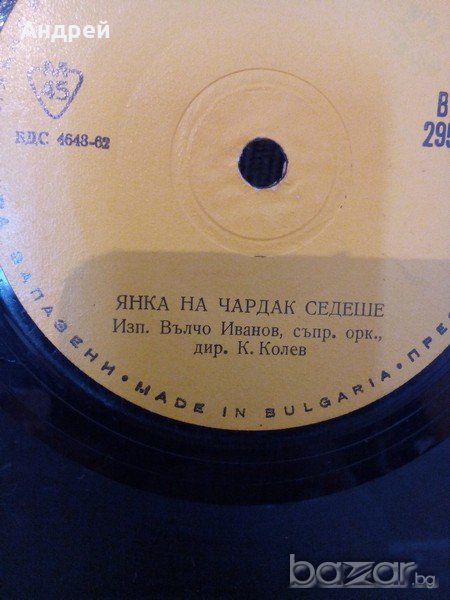 Андрей
45
БДС 4643-62
В
295
ЯНКА НА ЧАРДАК СЕДЕШЕ
Изп. Вълчо Иванов, съпр. орк.,
дир. К. Колев
ЗАПАЗЕНИ • MADE IN BULGARIA • ПРЕ
bazar.bg